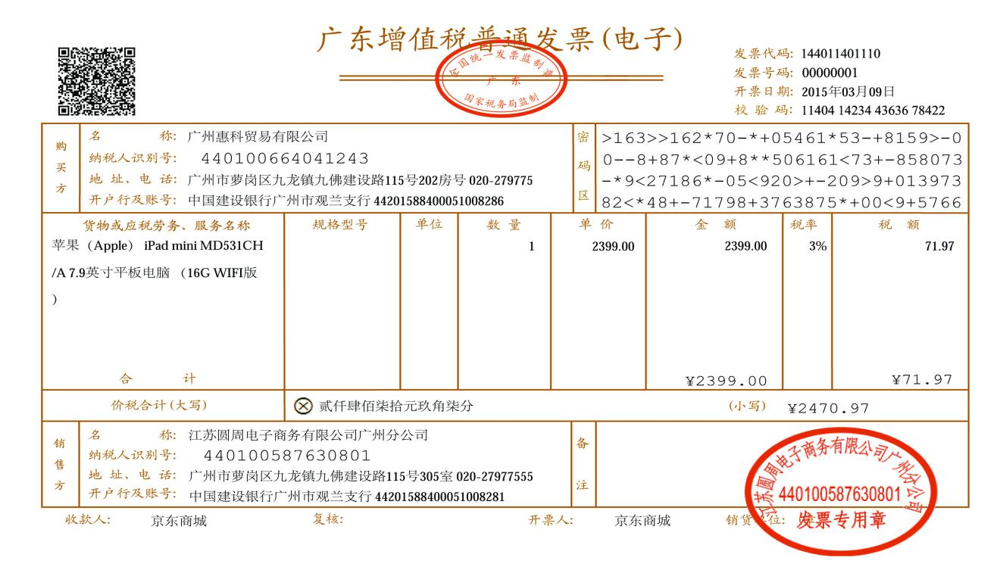 广东增值税普通发票(电子)
全国统一发票监制章
广东
国家税务局监制
发票代码: 144011401110
发票号码: 00000001
开票日期: 2015年03月09日
校验码: 11404 14234 43636 78422
购买方
名称: 广州惠科贸易有限公司
纳税人识别号: 440100664041243
地址、电话: 广州市萝岗区九龙镇九佛建设路115号202房号 020-279775
开户行及账号: 中国建设银行广州市观兰支行 44201588400051008286
密码区
>163>>162*70-*+05461*53-+8159>-0
0--8+87*<09+8**506161<73+-858073
-*9<27186*-05<920>+-209>9+013973
82<*48+-71798+3763875*+00<9+5766
货物或应税劳务、服务名称 规格型号 单位 数量 单价 金额 税率 税额
苹果（Apple） iPad mini MD531CH 1 2399.00 2399.00 3% 71.97
/A 7.9英寸平板电脑 （16G WIFI版
）
合计 ¥2399.00 ¥71.97
价税合计(大写) 贰仟肆佰柒拾元玖角柒分 (小写) ¥2470.97
销售方
名称: 江苏圆周电子商务有限公司广州分公司
纳税人识别号: 440100587630801
地址、电话: 广州市萝岗区九龙镇九佛建设路115号305室 020-27977555
开户行及账号: 中国建设银行广州市观兰支行 44201588400051008281
备注
江苏圆周电子商务有限公司广州分公司
440100587630801
发票专用章
收款人: 京东商城 复核: 开票人: 京东商城 销货单位: